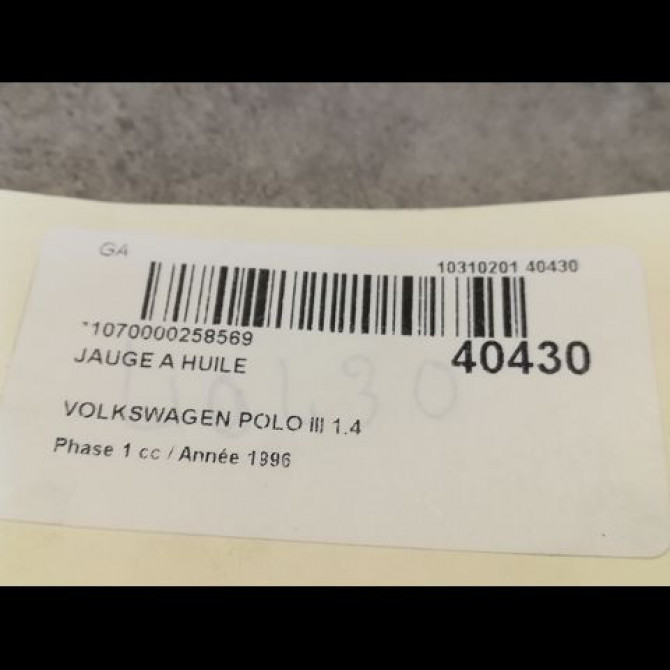 GA
10310201 40430
*1070000258569
40430
JAUGE A HUILE
VOLKSWAGEN POLO III 1.4
Phase 1 cc / Année 1996